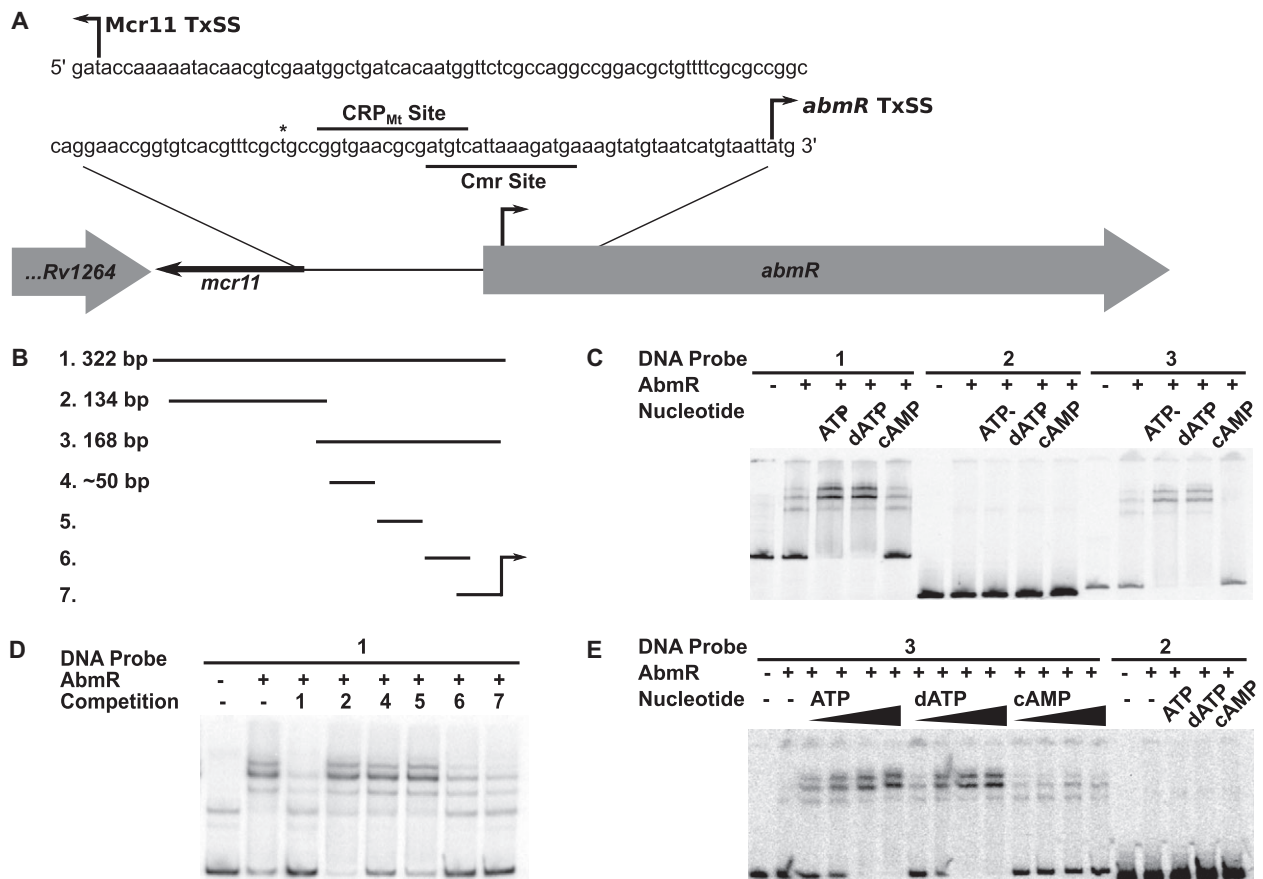 A
Mcr11 TxSS
5' gataccaaaaatacaacgtcgaatggctgatcacaatggttctcgccaggccggacgctgttttcgcgccggc
CRPMt Site
abmR TxSS
*
caggaaccggtgtcacgtttcgctgccggtgaacgcgatgtcattaaagatgaaagtatgtaatcatgtaattatg 3'
Cmr Site
...Rv1264
mcr11
abmR
B
1. 322 bp
2. 134 bp
3. 168 bp
4. ~50 bp
5.
6.
7.
C
DNA Probe 1 2 3
AbmR - + + + + - + + + + - + + + +
Nucleotide ATP dATP cAMP ATP- dATP cAMP ATP- dATP cAMP
D
DNA Probe 1
AbmR - + + + + + + +
Competition - - 1 2 4 5 6 7
E
DNA Probe 3 2
AbmR - + + + + + + + + + + + + + - + + + +
Nucleotide - - ATP dATP cAMP - - ATP dATP cAMP